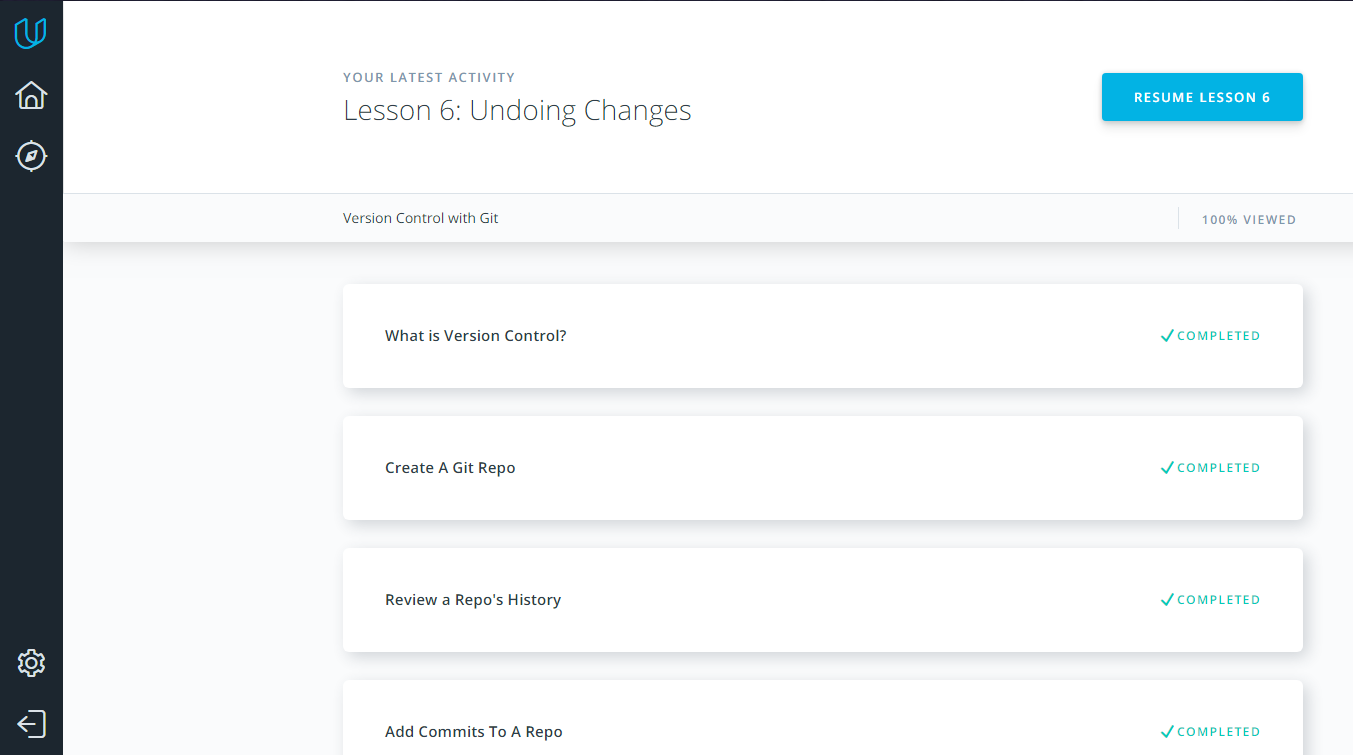 YOUR LATEST ACTIVITY
Lesson 6: Undoing Changes
RESUME LESSON 6
Version Control with Git
100% VIEWED
What is Version Control?
COMPLETED
Create A Git Repo
COMPLETED
Review a Repo's History
COMPLETED
Add Commits To A Repo
COMPLETED